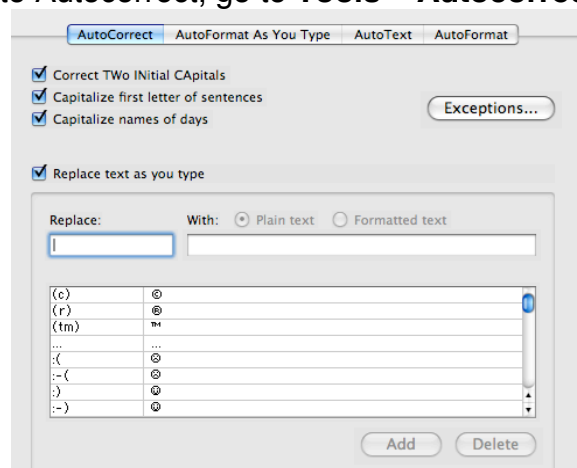 to Autocorrect, go to Tools – Autocorre
AutoCorrect AutoFormat As You Type AutoText AutoFormat
Correct TWo INitial CApitals
Capitalize first letter of sentences
Capitalize names of days
Exceptions...
Replace text as you type
Replace: With: Plain text Formatted text
(c) ©
(r) ®
(tm) ™
... ...
:( ☹
:-( ☹
:) ☺
:-) ☺
Add Delete